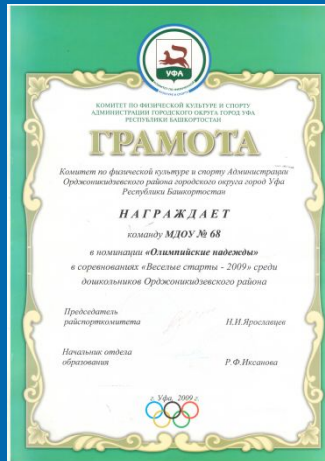 УФА
КОМИТЕТ ПО ФИЗИЧЕСКОЙ КУЛЬТУРЕ И СПОРТУ
АДМИНИСТРАЦИИ ГОРОДСКОГО ОКРУГА ГОРОД УФА
РЕСПУБЛИКИ БАШКОРТОСТАН
ГРАМОТА
Комитет по физической культуре и спорту Администрации
Орджоникидзевского района городского округа город Уфа
Республики Башкортостан
НАГРАЖДАЕТ
команду МДОУ № 68
в номинации «Олимпийские надежды»
в соревнованиях «Веселые старты - 2009» среди
дошкольников Орджоникидзевского района
Председатель
райспорткомитета Н.И.Ярославцев
Начальник отдела
образования Р.Ф.Иксанова
г. Уфа, 2009 г.